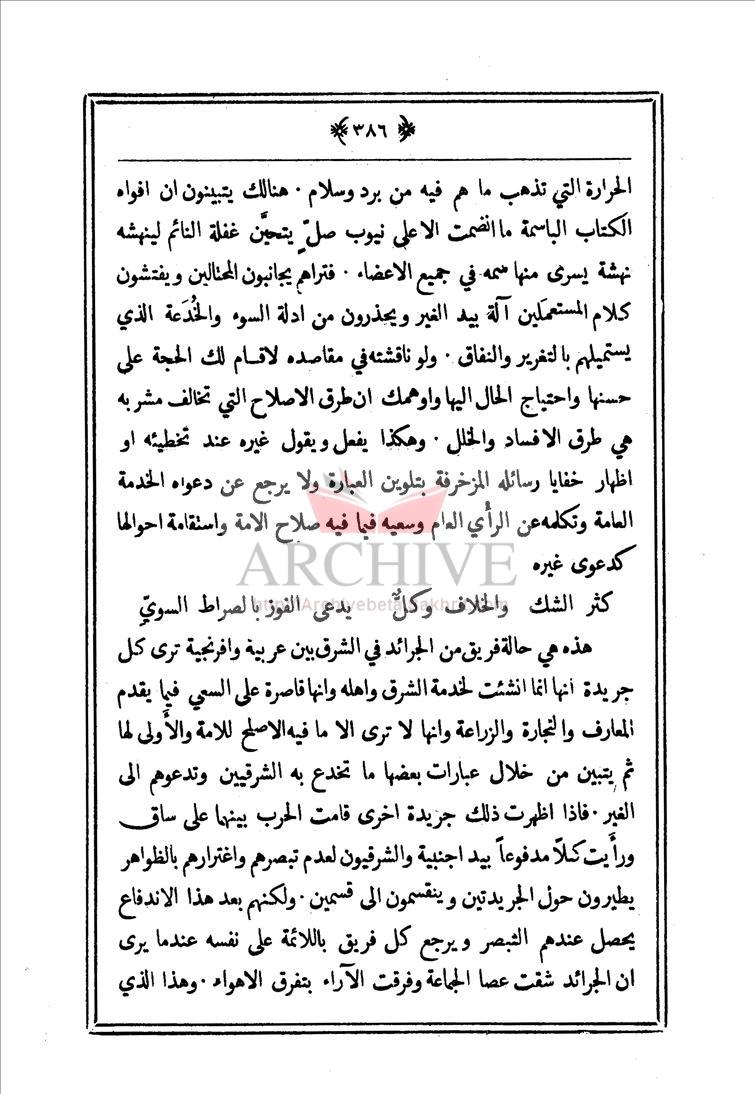 ﴿٣٨٦﴾
الحرارة التي تذهب ما هم فيه من برد وسلام · هنالك يتبينون ان افواه
الكتاب الباسمة ما انضمت الا على نيوب صلٍّ يتحيَّن غفلة النائم لينهشه
نهشة يسرى منها سمه في جميع الاعضاء · فتراهم يجانبون المحتالين ويفتشون
كلام المستعملين آلة بيد الغير ويحذرون من ادلة السوء والخُدَعة الذي
يستميلهم بالتغرير والنفاق · ولو ناقشته في مقاصده لاقام لك الحجة على
حسنها واحتياج الحال اليها واوهمك ان طرق الاصلاح التي تخالف مشربه
هي طرق الافساد والخلل · وهكذا يفعل ويقول غيره عند تخطيئه او
اظهار خفايا رسائله المزخرفة بتلوين العبارة ولا يرجع عن دعواه الخدمة
العامة وتكلمه عن الرأي العام وسعيه فيما فيه صلاح الامة واستقامة احوالها
كدعوى غيره
ARCHIVE
كثر الشك والخلاف وكلٌّ يدعى الفوز بالصراط السويّ
هذه هي حالة فريق من الجرائد في الشرق بين عربية وافرنجية ترى كل
جريدة انها انما انشئت لخدمة الشرق واهله وانها قاصرة على السعي فيما يقدم
المعارف والتجارة والزراعة وانها لا ترى الا ما فيه الاصلح للامة والأولى لها
ثم يتبين من خلال عبارات بعضها ما تخدع به الشرقيين وتدعوهم الى
الغير · فاذا اظهرت ذلك جريدة اخرى قامت الحرب بينهما على ساق
ورأيت كلاًّ مدفوعاً بيد اجنبية والشرقيون لعدم تبصرهم واغترارهم بالظواهر
يطيرون حول الجريدتين وينقسمون الى قسمين · ولكنهم بعد هذا الاندفاع
يحصل عندهم التبصر ويرجع كل فريق باللائمة على نفسه عندما يرى
ان الجرائد شقت عصا الجماعة وفرقت الآراء بتفرق الاهواء · وهذا الذي